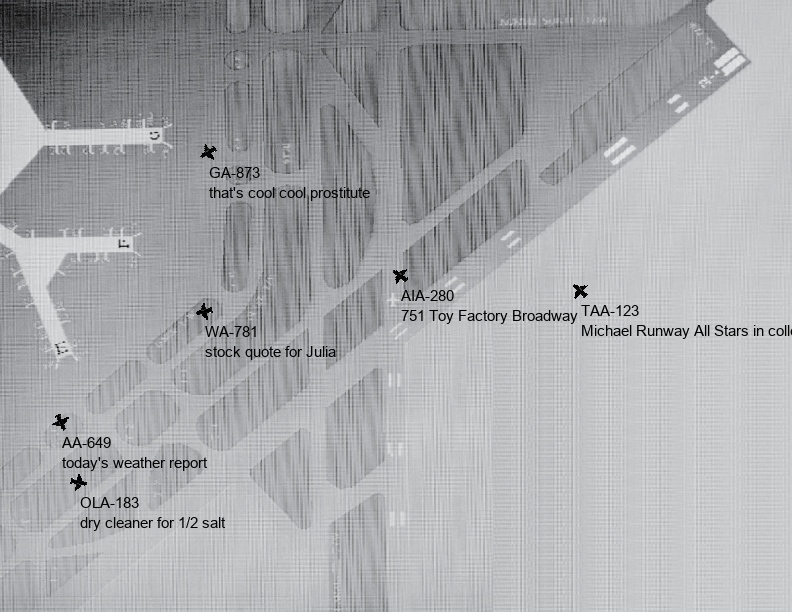 GA-873
that's cool cool prostitute
AIA-280
751 Toy Factory Broadway
TAA-123
Michael Runway All Stars in coll
WA-781
stock quote for Julia
AA-649
today's weather report
OLA-183
dry cleaner for 1/2 salt